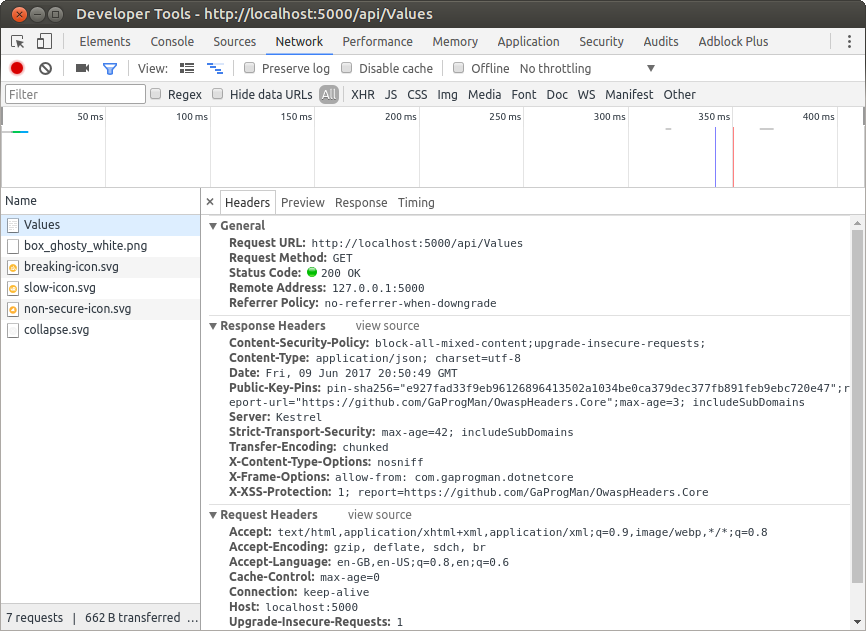 Developer Tools - http://localhost:5000/api/Values
Elements Console Sources Network Performance Memory Application Security Audits Adblock Plus
View: Preserve log Disable cache Offline No throttling
Filter Regex Hide data URLs All XHR JS CSS Img Media Font Doc WS Manifest Other
50 ms 100 ms 150 ms 200 ms 250 ms 300 ms 350 ms 400 ms
Name
Values
box_ghosty_white.png
breaking-icon.svg
slow-icon.svg
non-secure-icon.svg
collapse.svg
7 requests | 662 B transferred ...
× Headers Preview Response Timing
General
Request URL: http://localhost:5000/api/Values
Request Method: GET
Status Code: 200 OK
Remote Address: 127.0.0.1:5000
Referrer Policy: no-referrer-when-downgrade
Response Headers view source
Content-Security-Policy: block-all-mixed-content;upgrade-insecure-requests;
Content-Type: application/json; charset=utf-8
Date: Fri, 09 Jun 2017 20:50:49 GMT
Public-Key-Pins: pin-sha256="e927fad33f9eb96126896413502a1034be0ca379dec377fb891feb9ebc720e47";r
eport-url="https://github.com/GaProgMan/OwaspHeaders.Core";max-age=3; includeSubDomains
Server: Kestrel
Strict-Transport-Security: max-age=42; includeSubDomains
Transfer-Encoding: chunked
X-Content-Type-Options: nosniff
X-Frame-Options: allow-from: com.gaprogman.dotnetcore
X-XSS-Protection: 1; report=https://github.com/GaProgMan/OwaspHeaders.Core
Request Headers view source
Accept: text/html,application/xhtml+xml,application/xml;q=0.9,image/webp,*/*;q=0.8
Accept-Encoding: gzip, deflate, sdch, br
Accept-Language: en-GB,en-US;q=0.8,en;q=0.6
Cache-Control: max-age=0
Connection: keep-alive
Host: localhost:5000
Upgrade-Insecure-Requests: 1